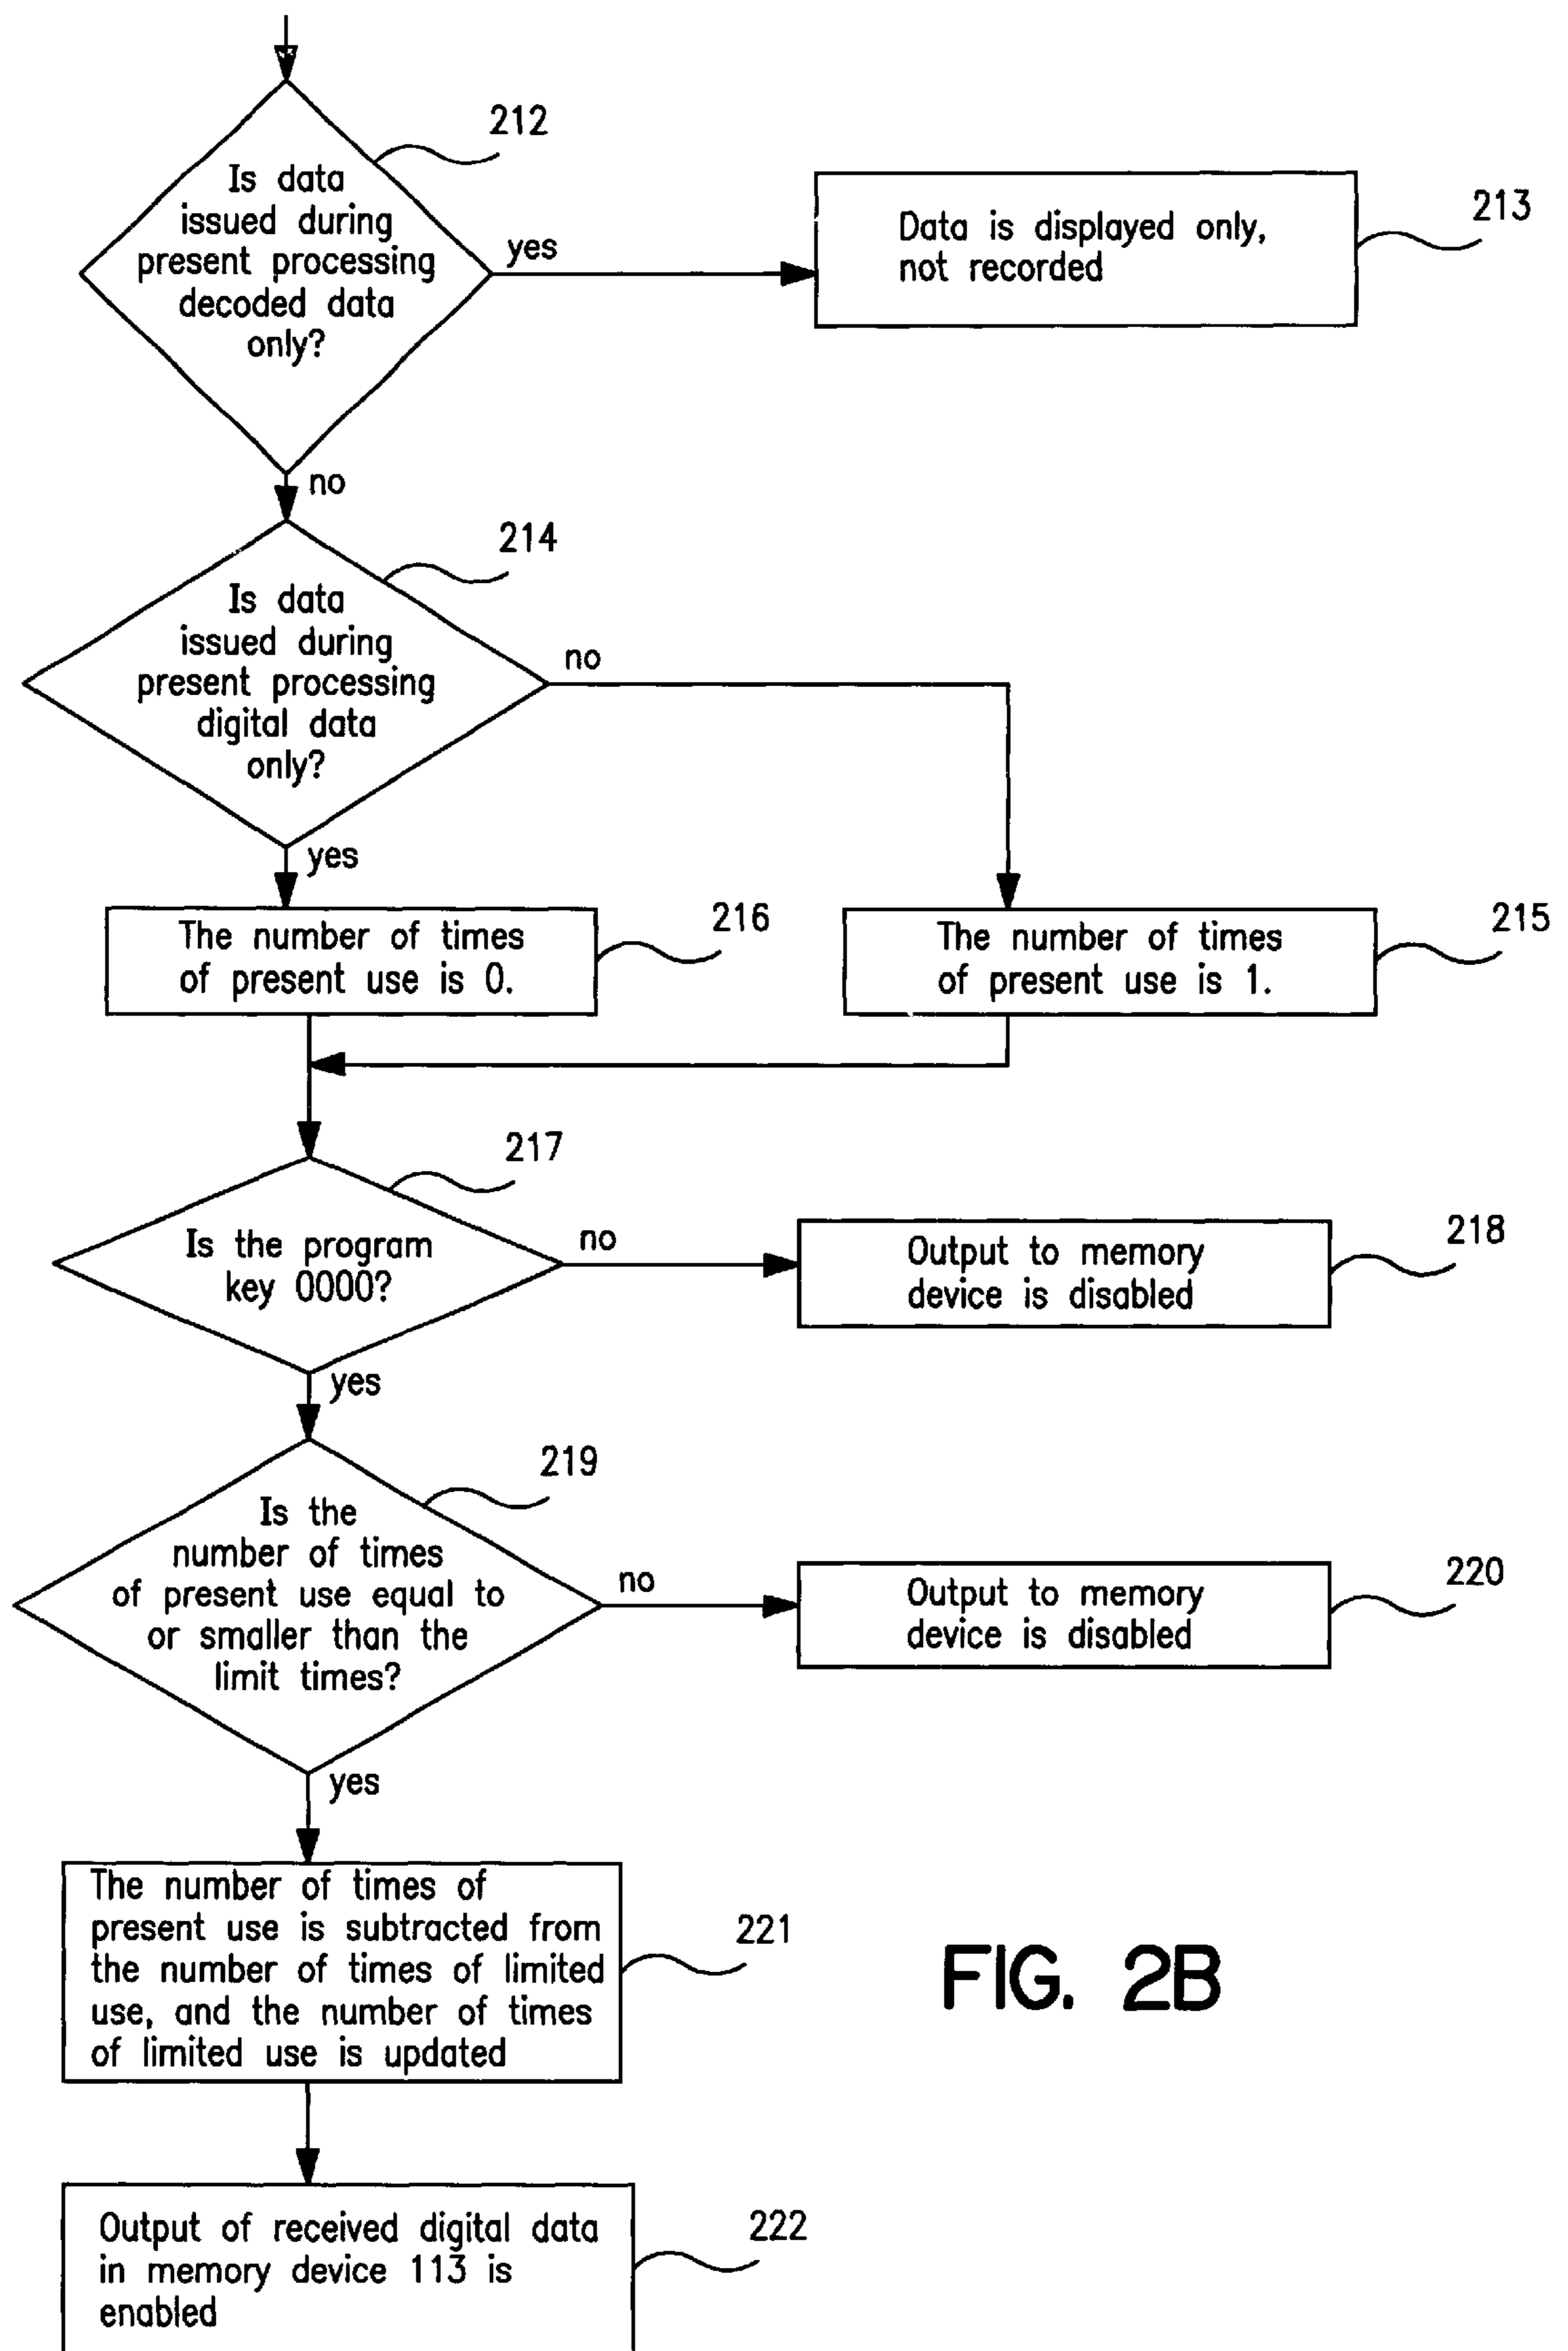 212
Is data
issued during
present processing
decoded data
only?
yes
Data is displayed only,
not recorded
213
no
214
Is data
issued during
present processing
digital data
only?
no
yes
The number of times
of present use is 0.
216
The number of times
of present use is 1.
215
217
Is the program
key 0000?
no
Output to memory
device is disabled
218
yes
219
Is the
number of times
of present use equal to
or smaller than the
limit times?
no
Output to memory
device is disabled
220
yes
The number of times of
present use is subtracted from
the number of times of limited
use, and the number of times
of limited use is updated
221
FIG. 2B
Output of received digital data
in memory device 113 is
enabled
222